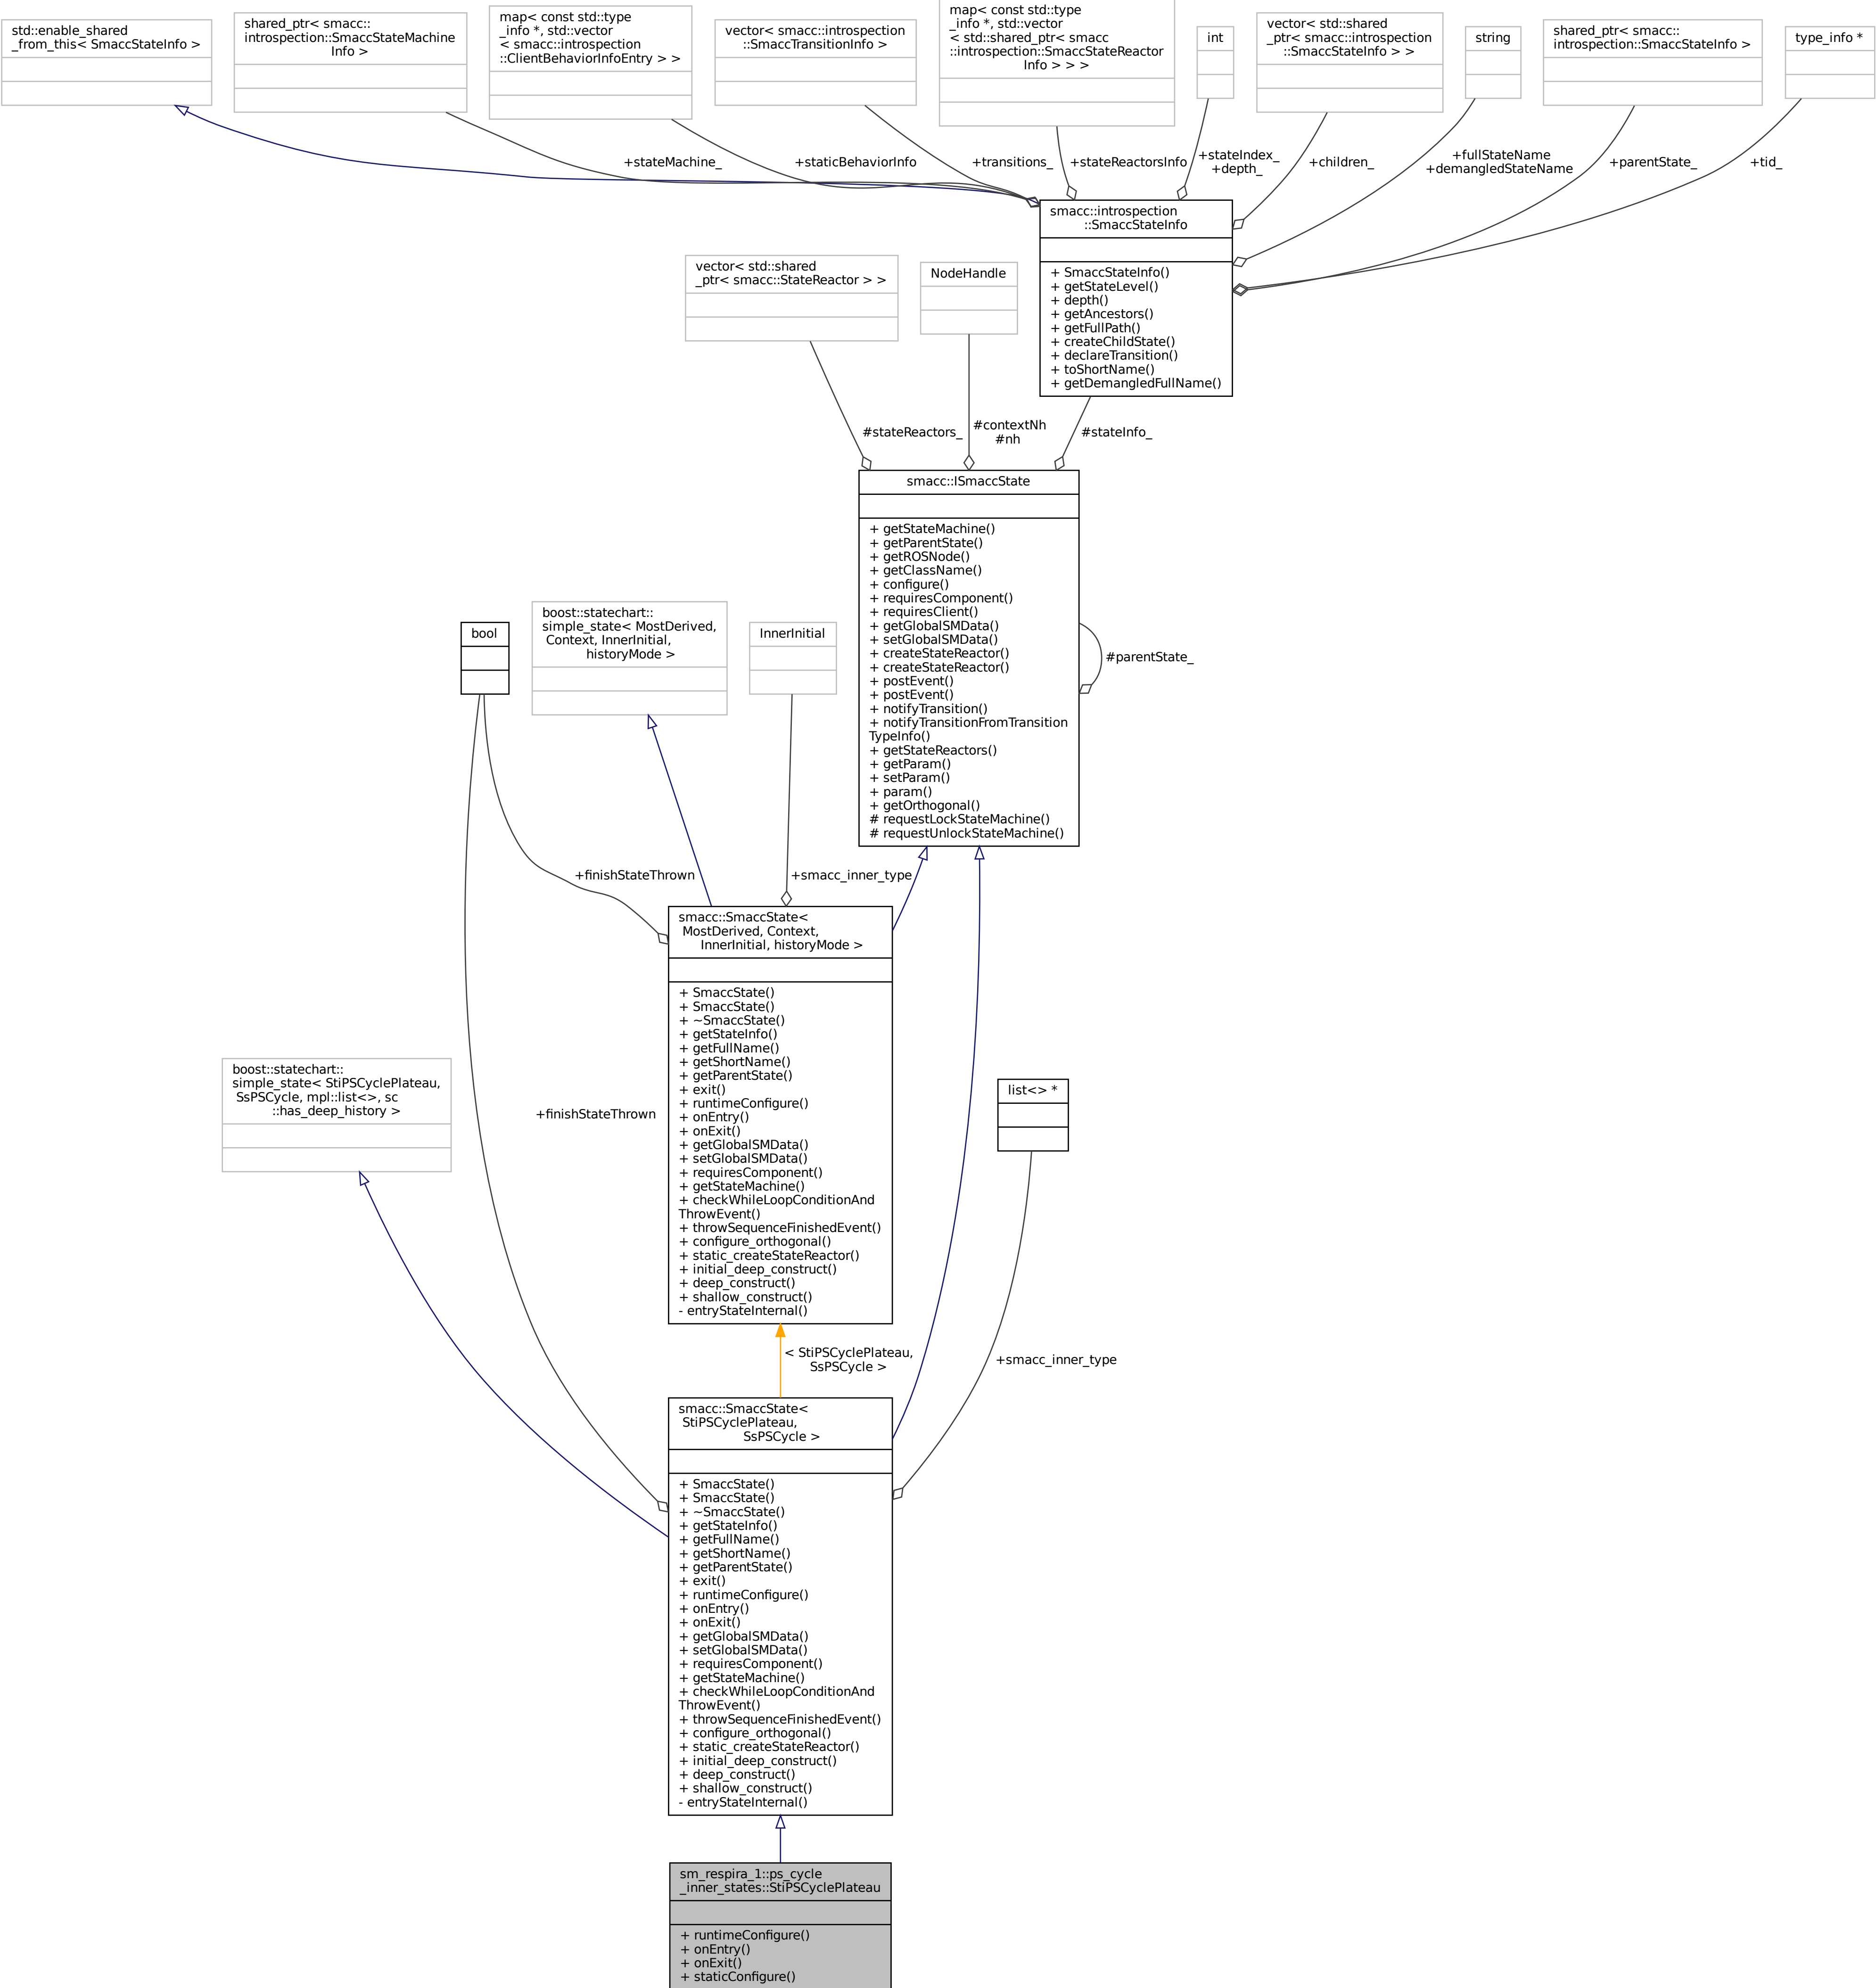 std::enable_shared
_from_this< SmaccStateInfo >
shared_ptr< smacc::
introspection::SmaccStateMachine
Info >
map< const std::type
_info *, std::vector
< smacc::introspection
::ClientBehaviorInfoEntry > >
vector< smacc::introspection
::SmaccTransitionInfo >
map< const std::type
_info *, std::vector
< std::shared_ptr< smacc
::introspection::SmaccStateReactor
Info > > >
int
vector< std::shared
_ptr< smacc::introspection
::SmaccStateInfo > >
string
shared_ptr< smacc::
introspection::SmaccStateInfo >
type_info *
+stateMachine_
+staticBehaviorInfo
+transitions_
+stateReactorsInfo
+stateIndex_
+depth_
+children_
+fullStateName
+demangledStateName
+parentState_
+tid_
smacc::introspection
::SmaccStateInfo
+ SmaccStateInfo()
+ getStateLevel()
+ depth()
+ getAncestors()
+ getFullPath()
+ createChildState()
+ declareTransition()
+ toShortName()
+ getDemangledFullName()
vector< std::shared
_ptr< smacc::StateReactor > >
NodeHandle
#stateReactors_
#contextNh
#nh
#stateInfo_
smacc::ISmaccState
+ getStateMachine()
+ getParentState()
+ getROSNode()
+ getClassName()
+ configure()
+ requiresComponent()
+ requiresClient()
+ getGlobalSMData()
+ setGlobalSMData()
+ createStateReactor()
+ createStateReactor()
+ postEvent()
+ postEvent()
+ notifyTransition()
+ notifyTransitionFromTransition
TypeInfo()
+ getStateReactors()
+ getParam()
+ setParam()
+ param()
+ getOrthogonal()
# requestLockStateMachine()
# requestUnlockStateMachine()
#parentState_
bool
boost::statechart::
simple_state< MostDerived,
Context, InnerInitial,
historyMode >
InnerInitial
+finishStateThrown
+smacc_inner_type
smacc::SmaccState<
MostDerived, Context,
InnerInitial, historyMode >
+ SmaccState()
+ SmaccState()
+ ~SmaccState()
+ getStateInfo()
+ getFullName()
+ getShortName()
+ getParentState()
+ exit()
+ runtimeConfigure()
+ onEntry()
+ onExit()
+ getGlobalSMData()
+ setGlobalSMData()
+ requiresComponent()
+ getStateMachine()
+ checkWhileLoopConditionAnd
ThrowEvent()
+ throwSequenceFinishedEvent()
+ configure_orthogonal()
+ static_createStateReactor()
+ initial_deep_construct()
+ deep_construct()
+ shallow_construct()
- entryStateInternal()
boost::statechart::
simple_state< StiPSCyclePlateau,
SsPSCycle, mpl::list<>, sc
::has_deep_history >
+finishStateThrown
list<> *
< StiPSCyclePlateau,
SsPSCycle >
+smacc_inner_type
smacc::SmaccState<
StiPSCyclePlateau,
SsPSCycle >
+ SmaccState()
+ SmaccState()
+ ~SmaccState()
+ getStateInfo()
+ getFullName()
+ getShortName()
+ getParentState()
+ exit()
+ runtimeConfigure()
+ onEntry()
+ onExit()
+ getGlobalSMData()
+ setGlobalSMData()
+ requiresComponent()
+ getStateMachine()
+ checkWhileLoopConditionAnd
ThrowEvent()
+ throwSequenceFinishedEvent()
+ configure_orthogonal()
+ static_createStateReactor()
+ initial_deep_construct()
+ deep_construct()
+ shallow_construct()
- entryStateInternal()
sm_respira_1::ps_cycle
_inner_states::StiPSCyclePlateau
+ runtimeConfigure()
+ onEntry()
+ onExit()
+ staticConfigure()